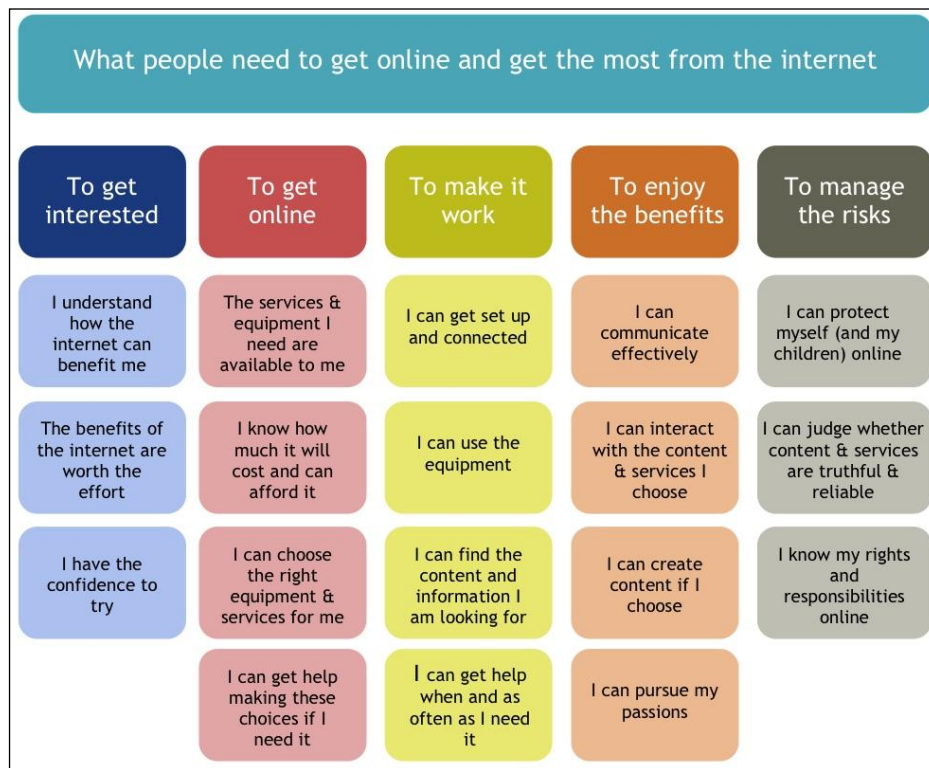 What people need to get online and get the most from the internet
To get
interested
To get
online
To make it
work
To enjoy
the benefits
To manage
the risks
I understand
how the
internet can
benefit me
The services &
equipment I
need are
available to me
I can get set up
and connected
I can
communicate
effectively
I can protect
myself (and my
children) online
The benefits of
the internet are
worth the
effort
I know how
much it will
cost and can
afford it
I can use the
equipment
I can interact
with the content
& services I
choose
I can judge whether
content & services
are truthful &
reliable
I have the
confidence to
try
I can choose
the right
equipment &
services for me
I can find the
content and
information I
am looking for
I can create
content if I
choose
I know my rights
and
responsibilities
online
I can get help
making these
choices if I
need it
I can get help
when and as
often as I need
it
I can pursue my
passions